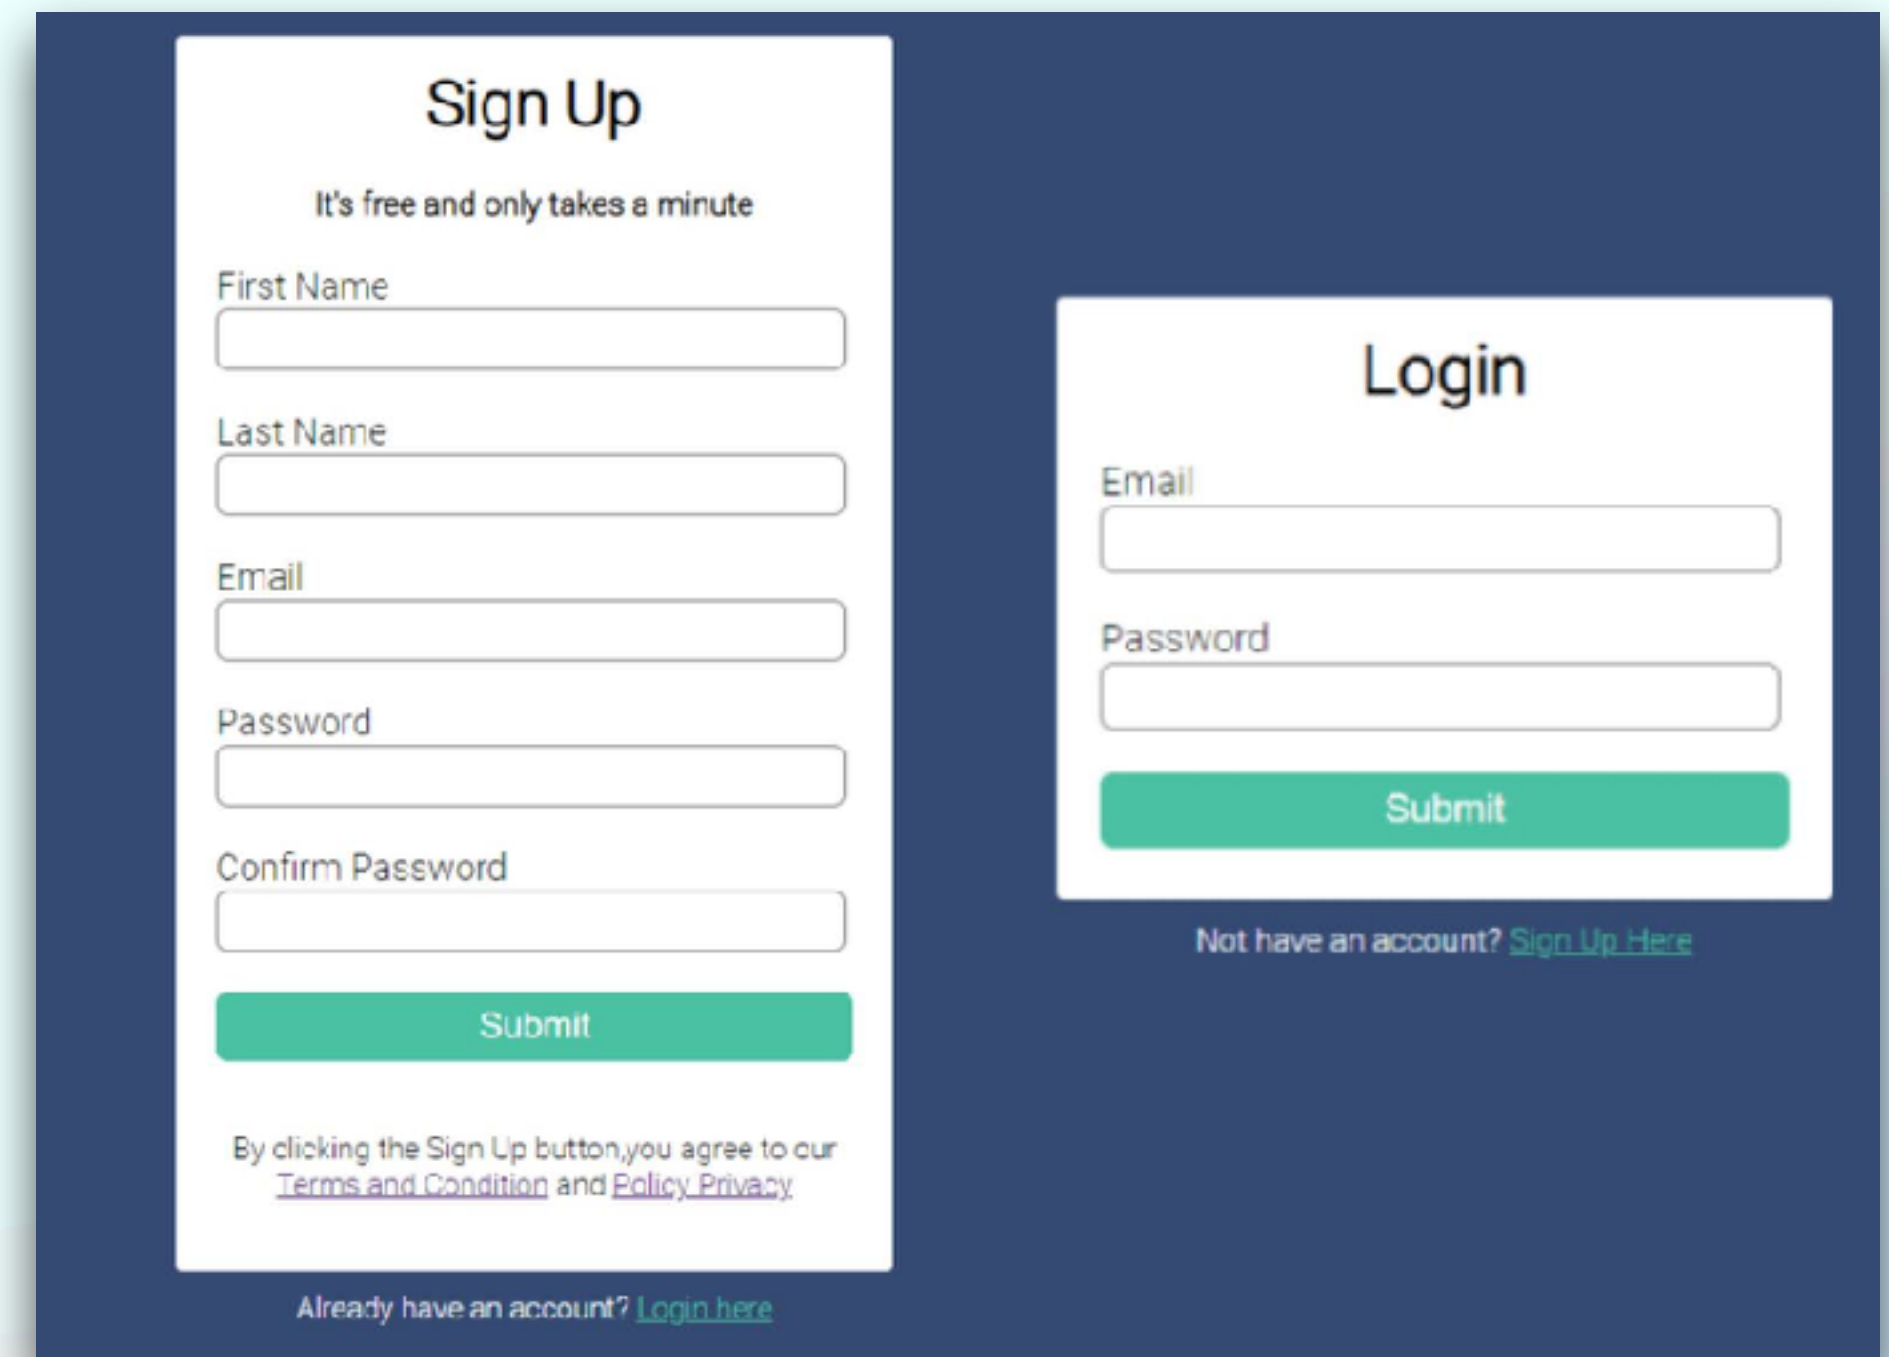 Sign Up
It's free and only takes a minute
First Name
Last Name
Email
Password
Confirm Password
Submit
By clicking the Sign Up button,you agree to our
Terms and Condition and Policy Privacy
Already have an account? Login here
Login
Email
Password
Submit
Not have an account? Sign Up Here